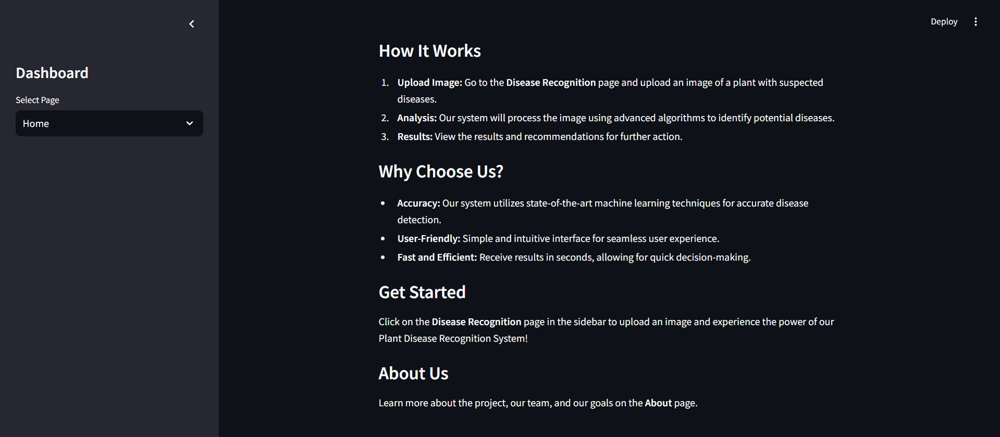 Deploy
Dashboard
Select Page
Home
How It Works
1. Upload Image: Go to the Disease Recognition page and upload an image of a plant with suspected
diseases.
2. Analysis: Our system will process the image using advanced algorithms to identify potential diseases.
3. Results: View the results and recommendations for further action.
Why Choose Us?
• Accuracy: Our system utilizes state-of-the-art machine learning techniques for accurate disease
detection.
• User-Friendly: Simple and intuitive interface for seamless user experience.
• Fast and Efficient: Receive results in seconds, allowing for quick decision-making.
Get Started
Click on the Disease Recognition page in the sidebar to upload an image and experience the power of our
Plant Disease Recognition System!
About Us
Learn more about the project, our team, and our goals on the About page.